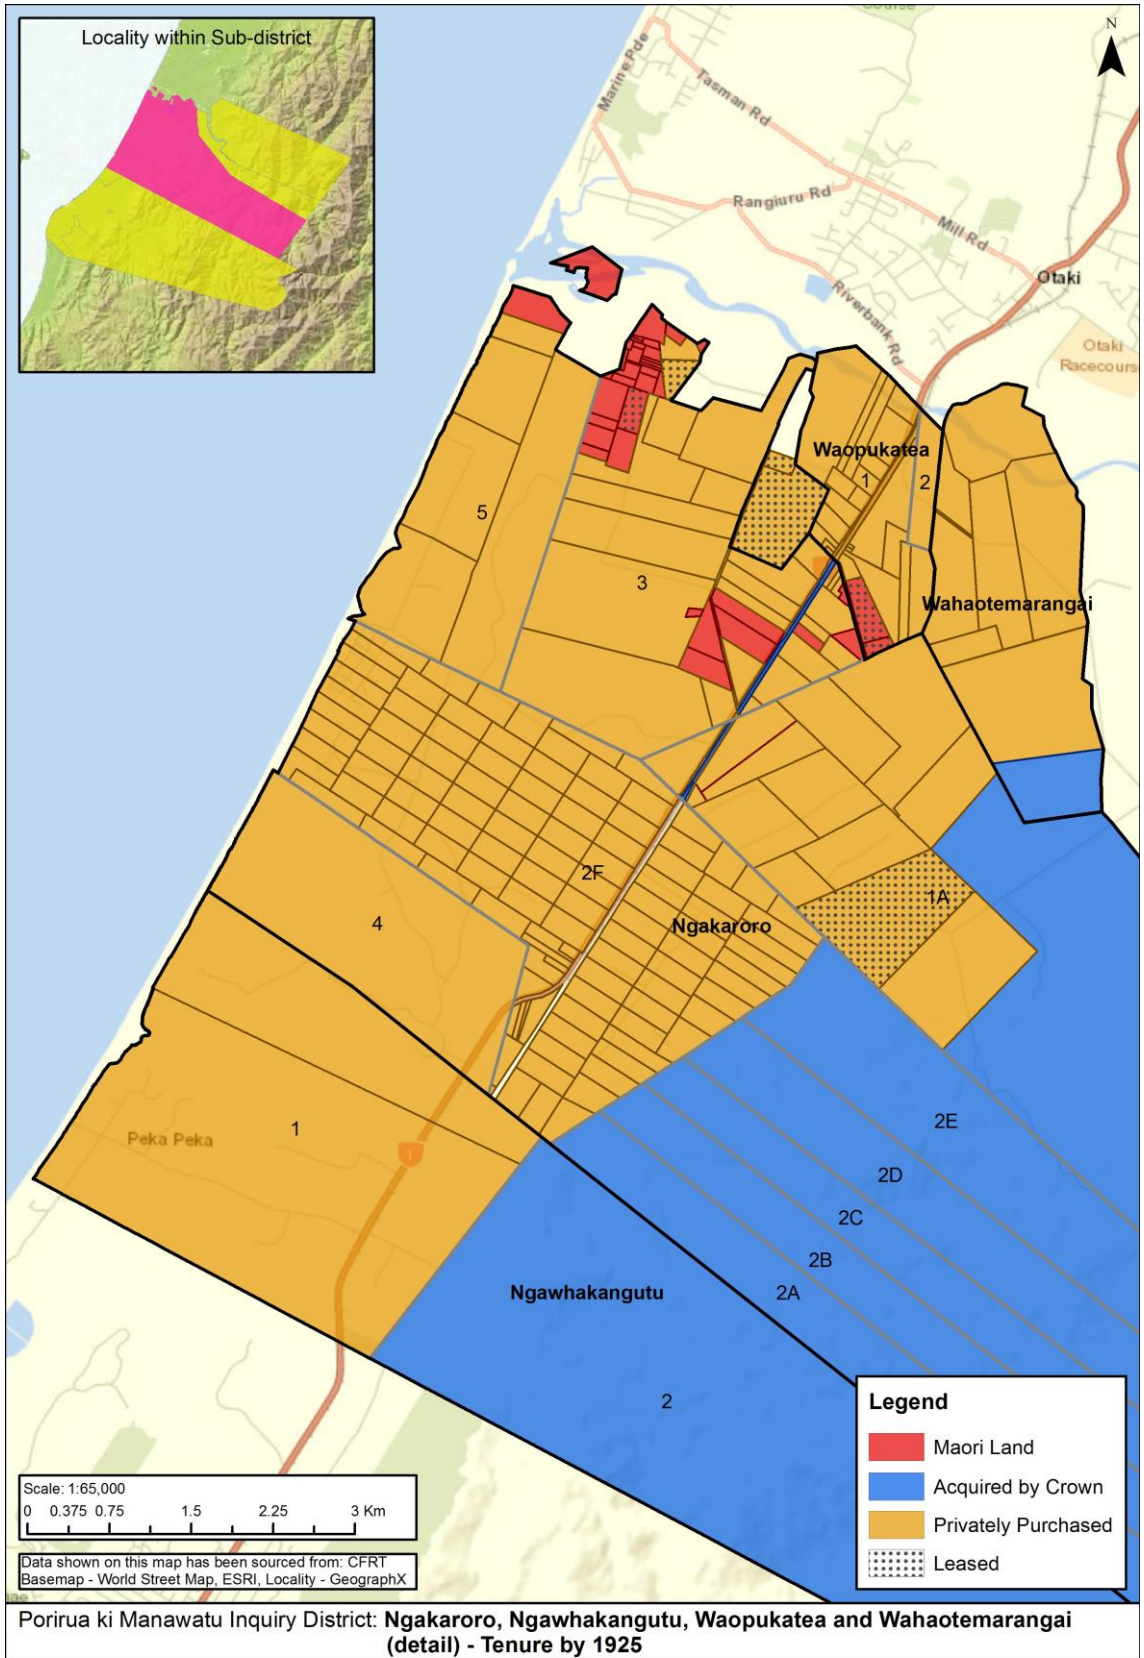 Locality within Sub-district
Course
N
Marine Pde
Tasman Rd
Rangiuru Rd
Mill Rd
Otaki
Riverbank Rd
Otaki
Racecours
Waopukatea
1
2
5
3
Wahaotemarangai
2F
1A
4
Ngakaroro
1
Peka Peka
1
2E
2D
2C
2B
2A
Ngawhakangutu
2
Legend
Maori Land
Acquired by Crown
Privately Purchased
Leased
Scale: 1:65,000
0 0.375 0.75 1.5 2.25 3 Km
Data shown on this map has been sourced from: CFRT
Basemap - World Street Map, ESRI, Locality - GeographX
Porirua ki Manawatu Inquiry District: Ngakaroro, Ngawhakangutu, Waopukatea and Wahaotemarangai
(detail) - Tenure by 1925